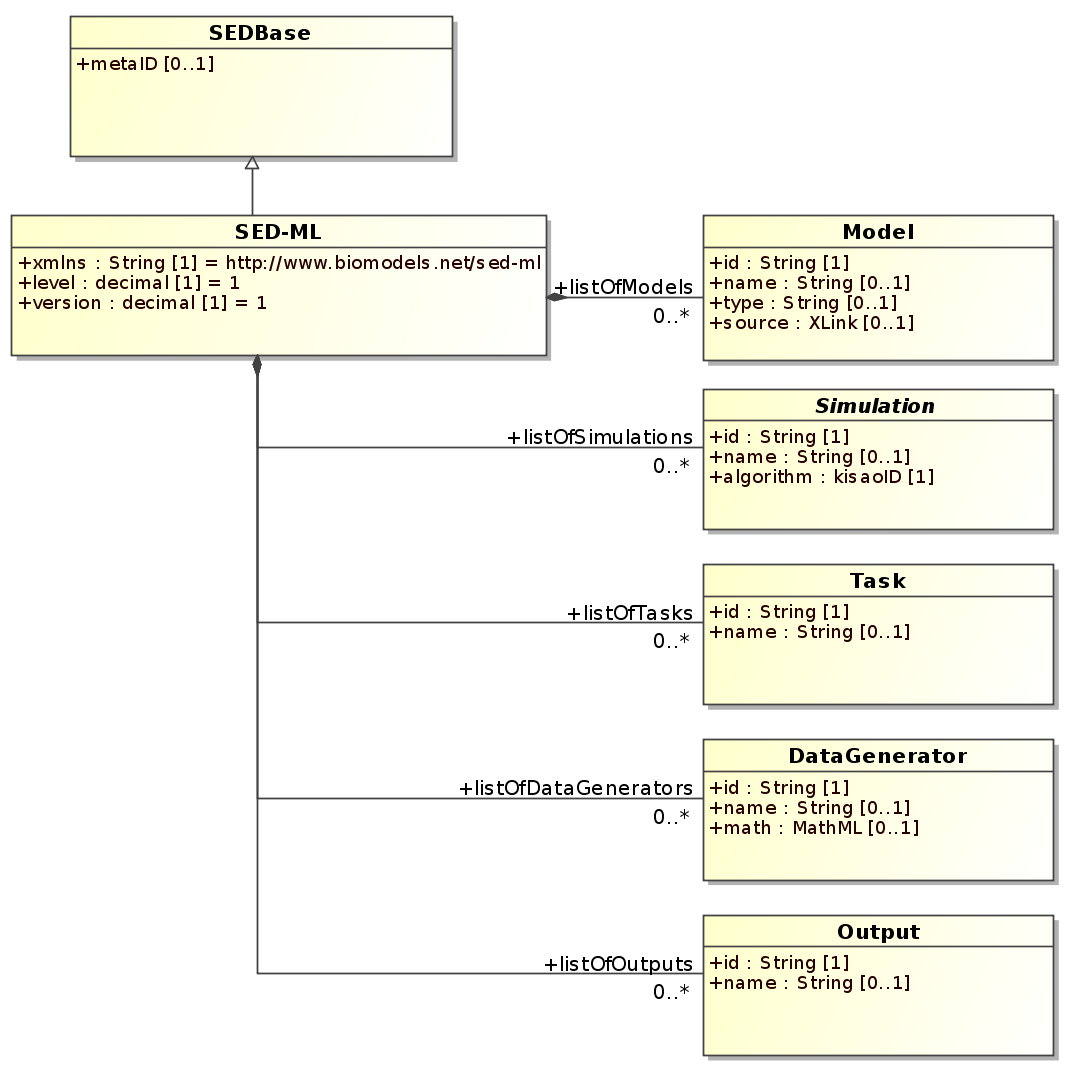 SEDBase
+metaID [0..1]
SED-ML
+xmlns : String [1] = http://www.biomodels.net/sed-ml
+level : decimal [1] = 1
+version : decimal [1] = 1
+listOfModels
0..*
Model
+id : String [1]
+name : String [0..1]
+type : String [0..1]
+source : XLink [0..1]
+listOfSimulations
0..*
Simulation
+id : String [1]
+name : String [0..1]
+algorithm : kisaoID [1]
+listOfTasks
0..*
Task
+id : String [1]
+name : String [0..1]
+listOfDataGenerators
0..*
DataGenerator
+id : String [1]
+name : String [0..1]
+math : MathML [0..1]
+listOfOutputs
0..*
Output
+id : String [1]
+name : String [0..1]